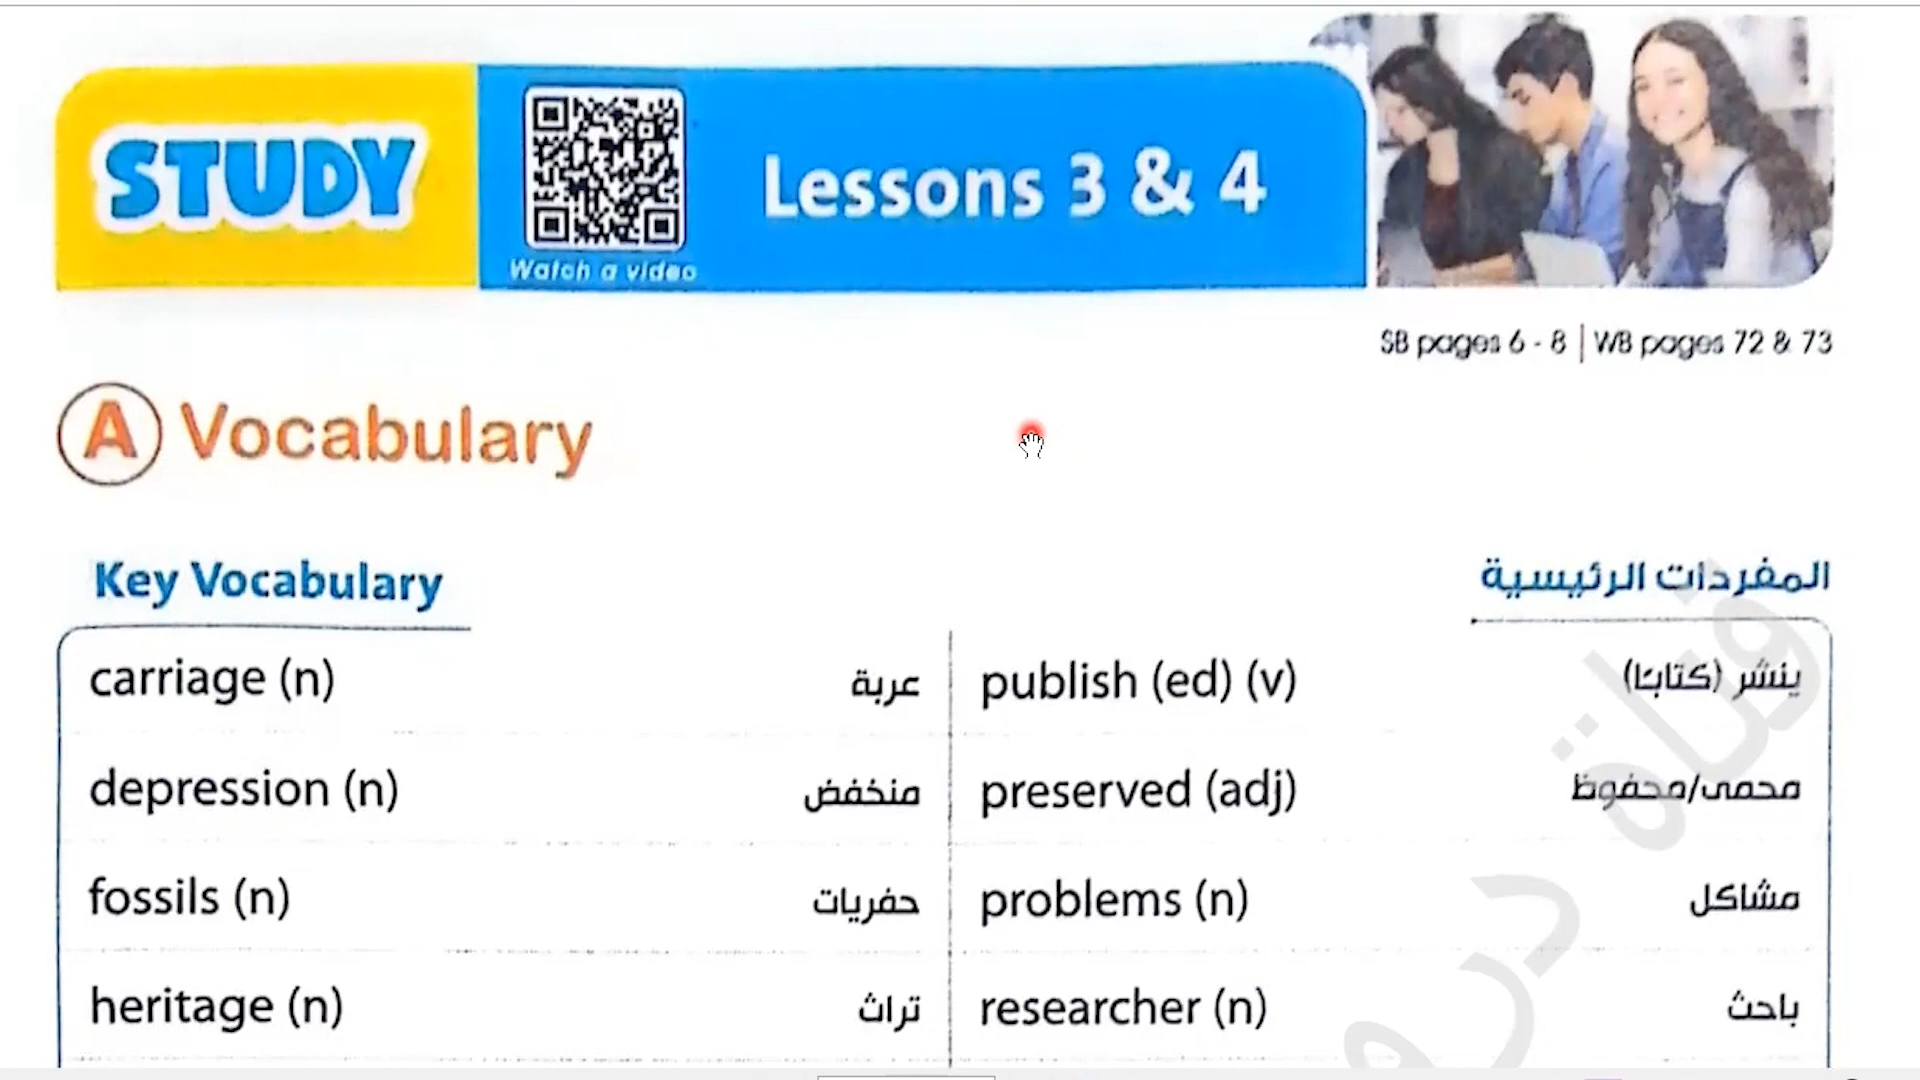 STUDY
Watch a video
Lessons 3 & 4
SB pages 6 - 8 | WB pages 72 & 73
A Vocabulary
Key Vocabulary المفردات الرئيسية
carriage (n) عربة publish (ed) (v) ينشر (كتابًا)
depression (n) منخفض preserved (adj) محمى/محفوظ
fossils (n) حفريات problems (n) مشاكل
heritage (n) تراث researcher (n) باحث
قناة